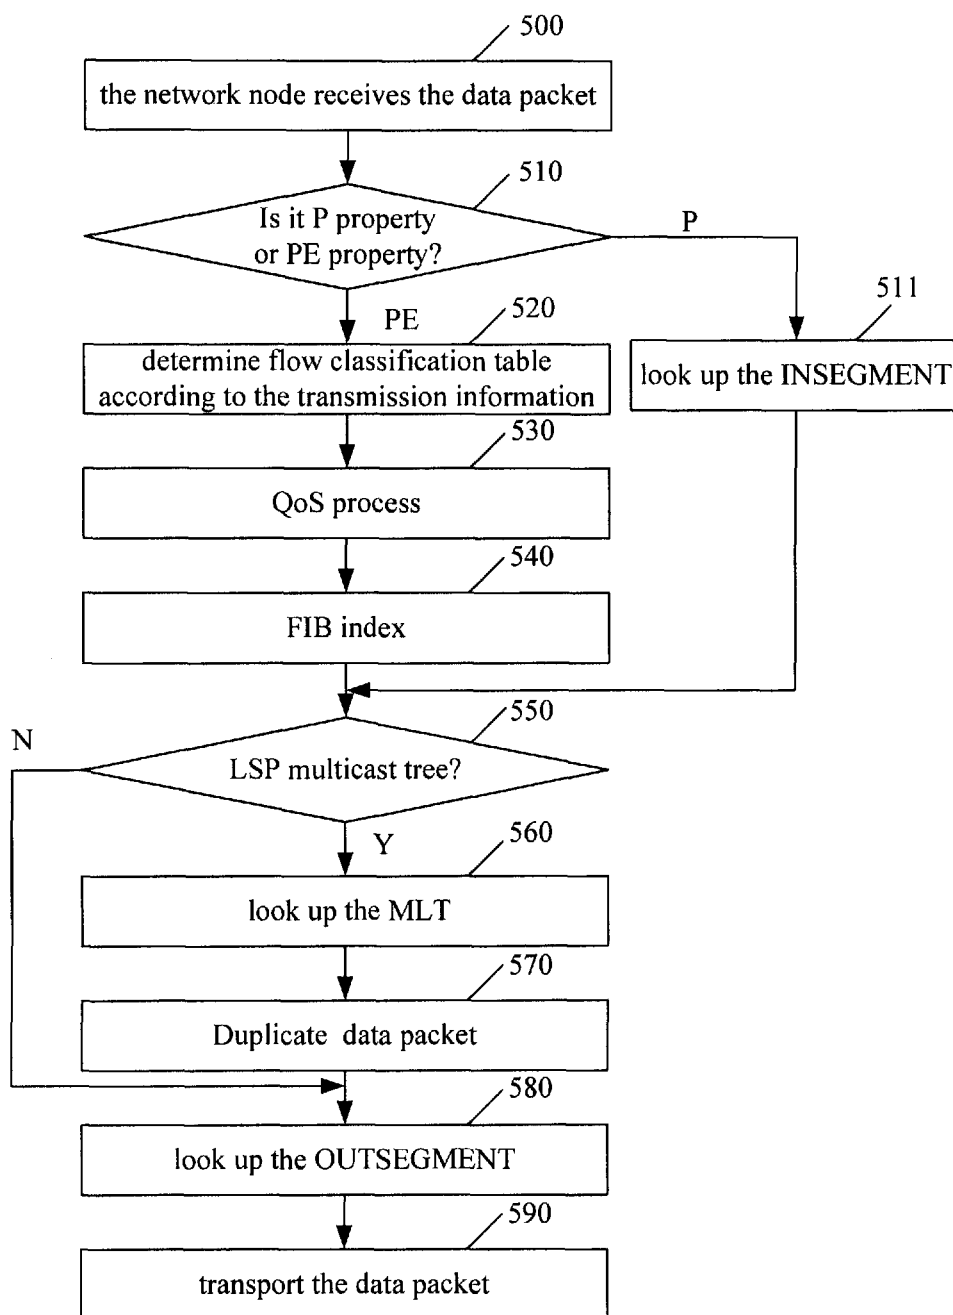 500
the network node receives the data packet
510
Is it P property
or PE property?
P
511
PE
520
determine flow classification table
according to the transmission information
look up the INSEGMENT
530
QoS process
540
FIB index
550
N
LSP multicast tree?
Y
560
look up the MLT
570
Duplicate data packet
580
look up the OUTSEGMENT
590
transport the data packet